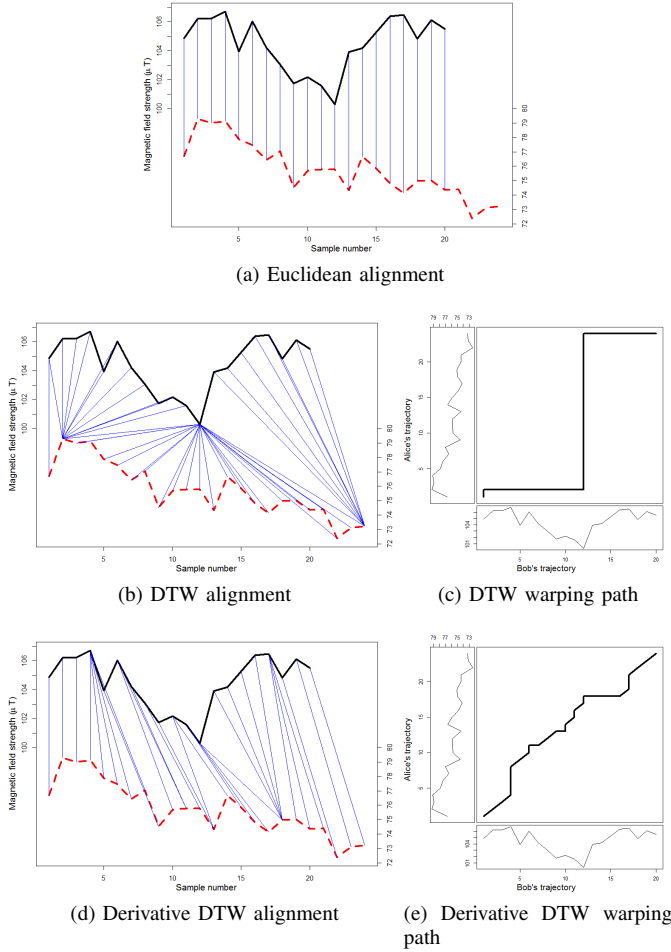 Magnetic field strength (µ T)
100 102 104 106
72 73 74 75 76 77 78 79 80
5 10 15 20
Sample number
(a) Euclidean alignment
Magnetic field strength (µ T)
100 102 104 106
72 73 74 75 76 77 78 79 80
5 10 15 20
Sample number
79 77 75 73
Alice's trajectory
5 10 15 20
101 104
5 10 15 20
Bob's trajectory
(b) DTW alignment
(c) DTW warping path
Magnetic field strength (µ T)
100 102 104 106
72 73 74 75 76 77 78 79 80
5 10 15 20
Sample number
79 77 75 73
Alice's trajectory
5 10 15 20
101 104
5 10 15 20
Bob's trajectory
(d) Derivative DTW alignment
(e) Derivative DTW warping
path